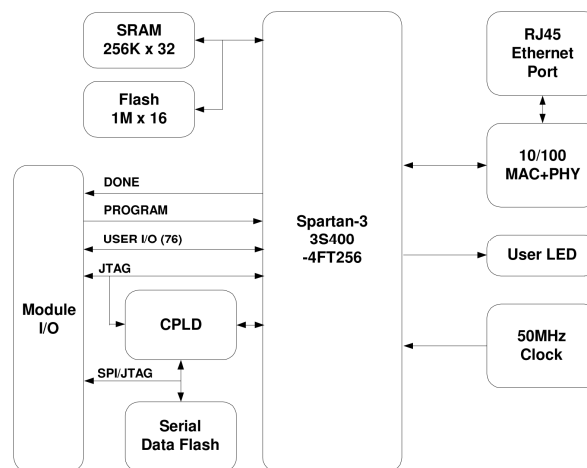 SRAM
256K x 32
Flash
1M x 16
RJ45
Ethernet
Port
10/100
MAC+PHY
DONE
PROGRAM
USER I/O (76)
JTAG
Spartan-3
3S400
-4FT256
User LED
Module
I/O
CPLD
50MHz
Clock
SPI/JTAG
Serial
Data Flash